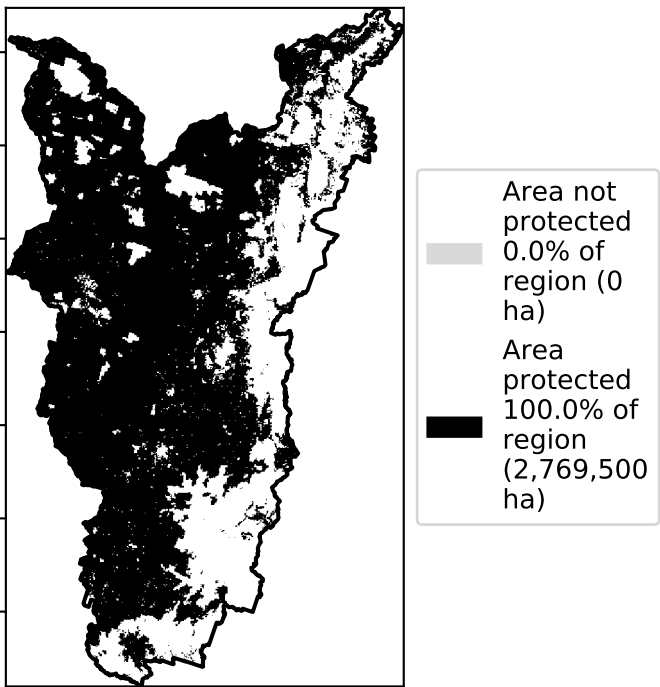 Area not
protected
0.0% of
region (0
ha)
Area
protected
100.0% of
region
(2,769,500
ha)